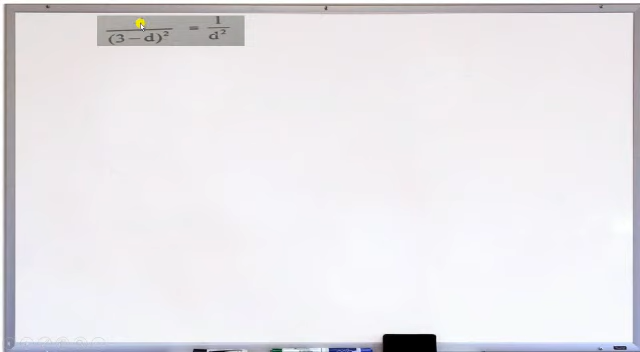 /(3 – d)² = 1/d²